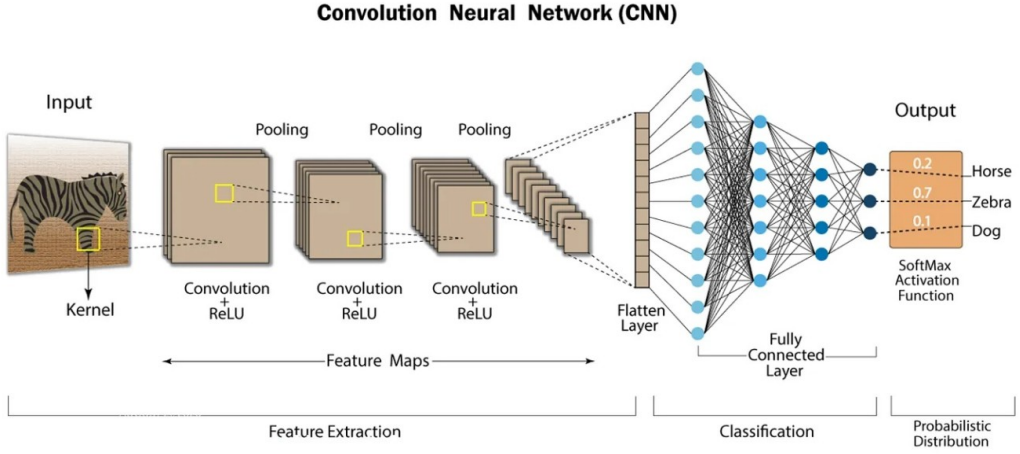 Convolution Neural Network (CNN)
Input
Kernel
Pooling
Pooling
Pooling
Convolution
+
ReLU
Convolution
+
ReLU
Convolution
+
ReLU
Feature Maps
Flatten
Layer
Fully
Connected
Layer
Output
0.2
0.7
0.1
Horse
Zebra
Dog
SoftMax
Activation
Function
Feature Extraction
Classification
Probabilistic
Distribution